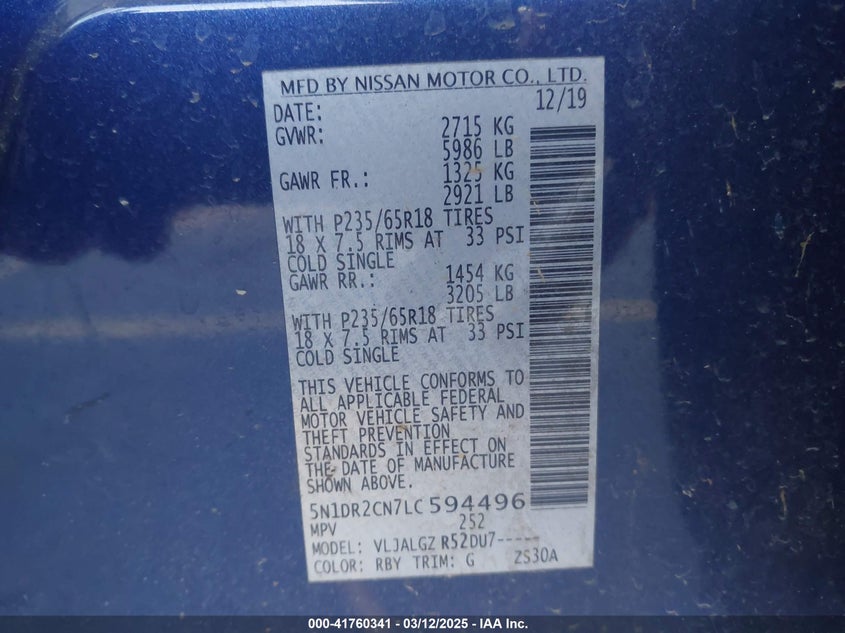 MFD BY NISSAN MOTOR CO., LTD.
DATE: 12/19
GVWR: 2715 KG
5986 LB
GAWR FR.: 1325 KG
2921 LB
WITH P235/65R18 TIRES
18 X 7.5 RIMS AT 33 PSI
COLD SINGLE
GAWR RR.: 1454 KG
3205 LB
WITH P235/65R18 TIRES
18 X 7.5 RIMS AT 33 PSI
COLD SINGLE
THIS VEHICLE CONFORMS TO
ALL APPLICABLE FEDERAL
MOTOR VEHICLE SAFETY AND
THEFT PREVENTION
STANDARDS IN EFFECT ON
THE DATE OF MANUFACTURE
SHOWN ABOVE.
5N1DR2CN7LC594496
MPV 252
MODEL: VLJALGZ R52DU7-----
COLOR: RBY TRIM: G ZS30A
000-41760341 - 03/12/2025 - IAA Inc.